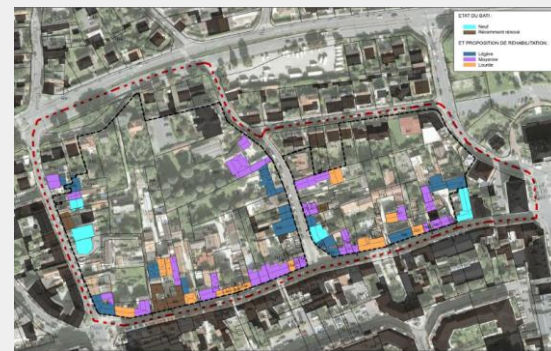 ETAT DU BATI :
Neuf
Récemment rénové
ET PROPOSITION DE REHABILITATION :
Légère
Moyenne
Lourde